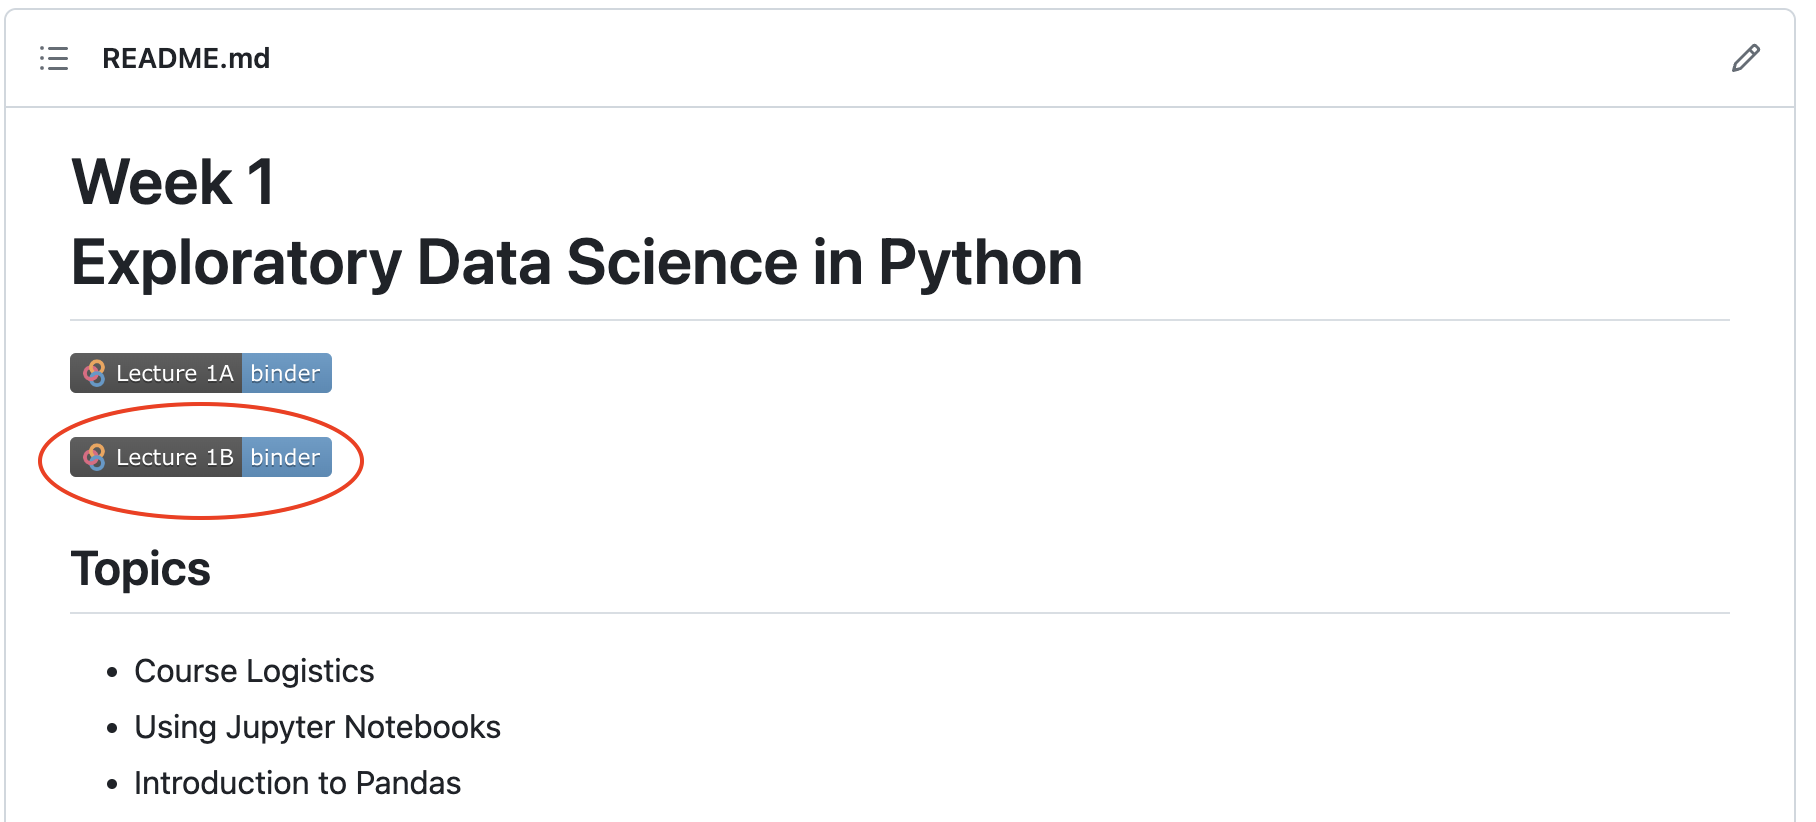 README.md
Week 1
Exploratory Data Science in Python
Lecture 1A binder
Lecture 1B binder
Topics
Course Logistics
Using Jupyter Notebooks
Introduction to Pandas